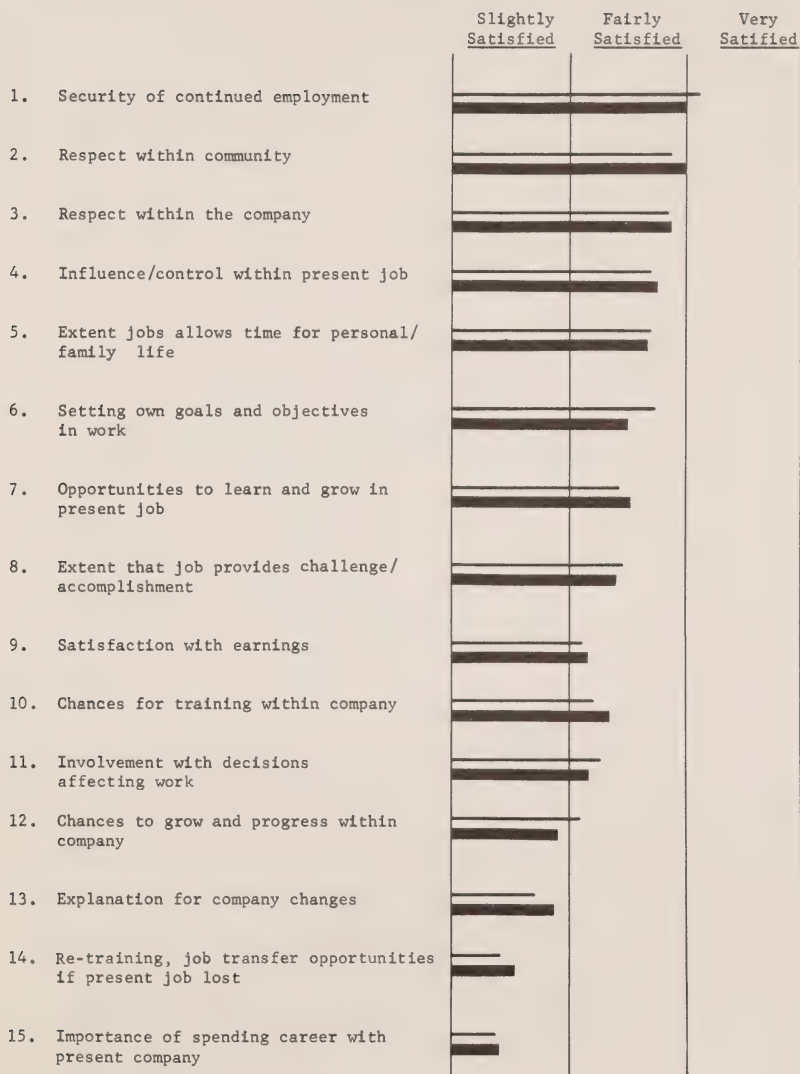 Slightly Fairly Very
Satisfied Satisfied Satified
1. Security of continued employment
2. Respect within community
3. Respect within the company
4. Influence/control within present job
5. Extent jobs allows time for personal/
family life
6. Setting own goals and objectives
in work
7. Opportunities to learn and grow in
present job
8. Extent that job provides challenge/
accomplishment
9. Satisfaction with earnings
10. Chances for training within company
11. Involvement with decisions
affecting work
12. Chances to grow and progress within
company
13. Explanation for company changes
14. Re-training, job transfer opportunities
if present job lost
15. Importance of spending career with
present company